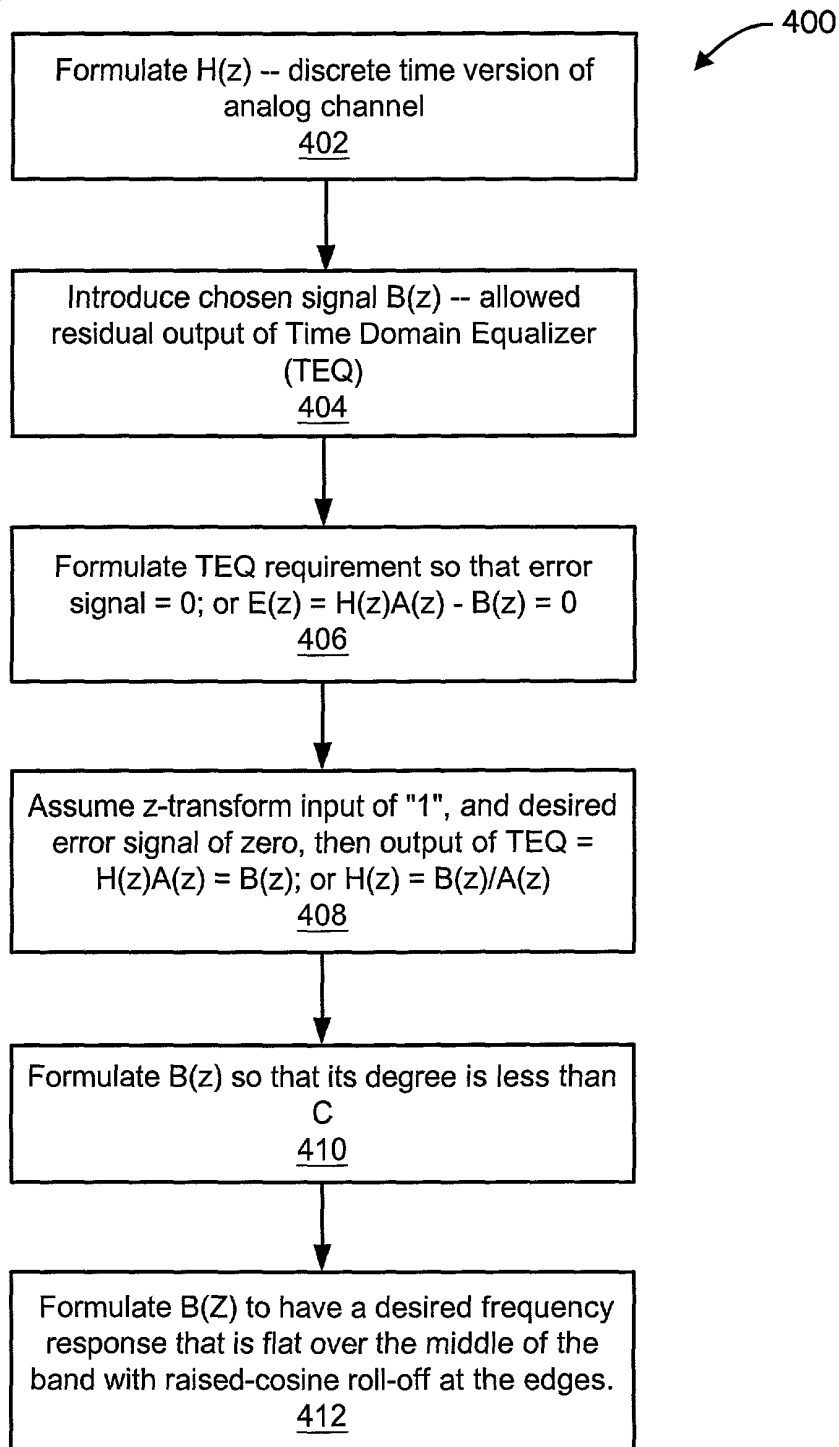 400
Formulate H(z) -- discrete time version of
analog channel
402
Introduce chosen signal B(z) -- allowed
residual output of Time Domain Equalizer
(TEQ)
404
Formulate TEQ requirement so that error
signal = 0; or E(z) = H(z)A(z) - B(z) = 0
406
Assume z-transform input of "1", and desired
error signal of zero, then output of TEQ =
H(z)A(z) = B(z); or H(z) = B(z)/A(z)
408
Formulate B(z) so that its degree is less than
C
410
Formulate B(Z) to have a desired frequency
response that is flat over the middle of the
band with raised-cosine roll-off at the edges.
412